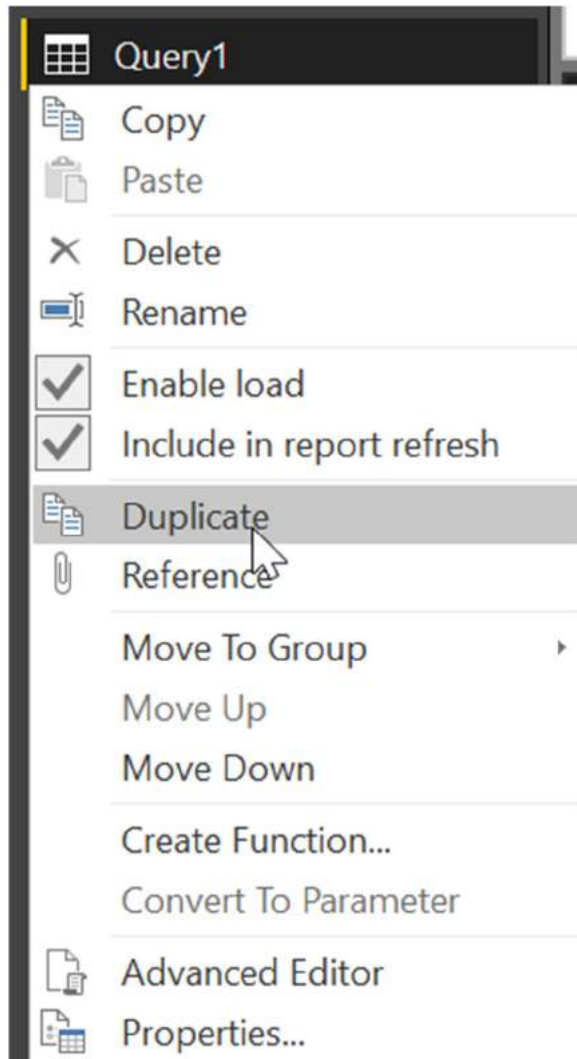 Query1
Copy
Paste
Delete
Rename
Enable load
Include in report refresh
Duplicate
Reference
Move To Group
Move Up
Move Down
Create Function...
Convert To Parameter
Advanced Editor
Properties...